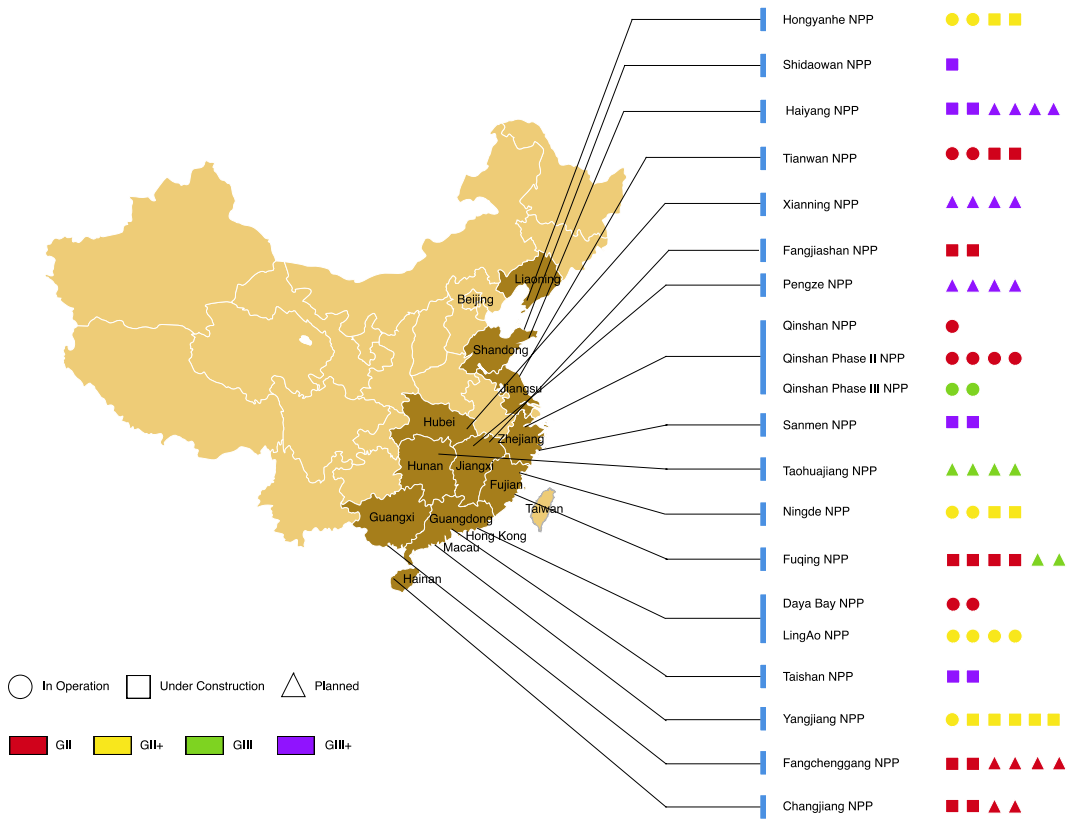 Hongyanhe NPP
Shidaowan NPP
Haiyang NPP
Tianwan NPP
Xianning NPP
Fangjiashan NPP
Pengze NPP
Qinshan NPP
Qinshan Phase II NPP
Qinshan Phase III NPP
Sanmen NPP
Taohuajiang NPP
Ningde NPP
Fuqing NPP
Daya Bay NPP
LingAo NPP
Taishan NPP
Yangjiang NPP
Fangchenggang NPP
Changjiang NPP
Liaoning
Beijing
Shandong
Jiangsu
Hubei
Zhejiang
Hunan
Jiangxi
Fujian
Taiwan
Guangxi
Guangdong
Hong Kong
Macau
Hainan
In Operation
Under Construction
Planned
GII
GII+
GIII
GIII+